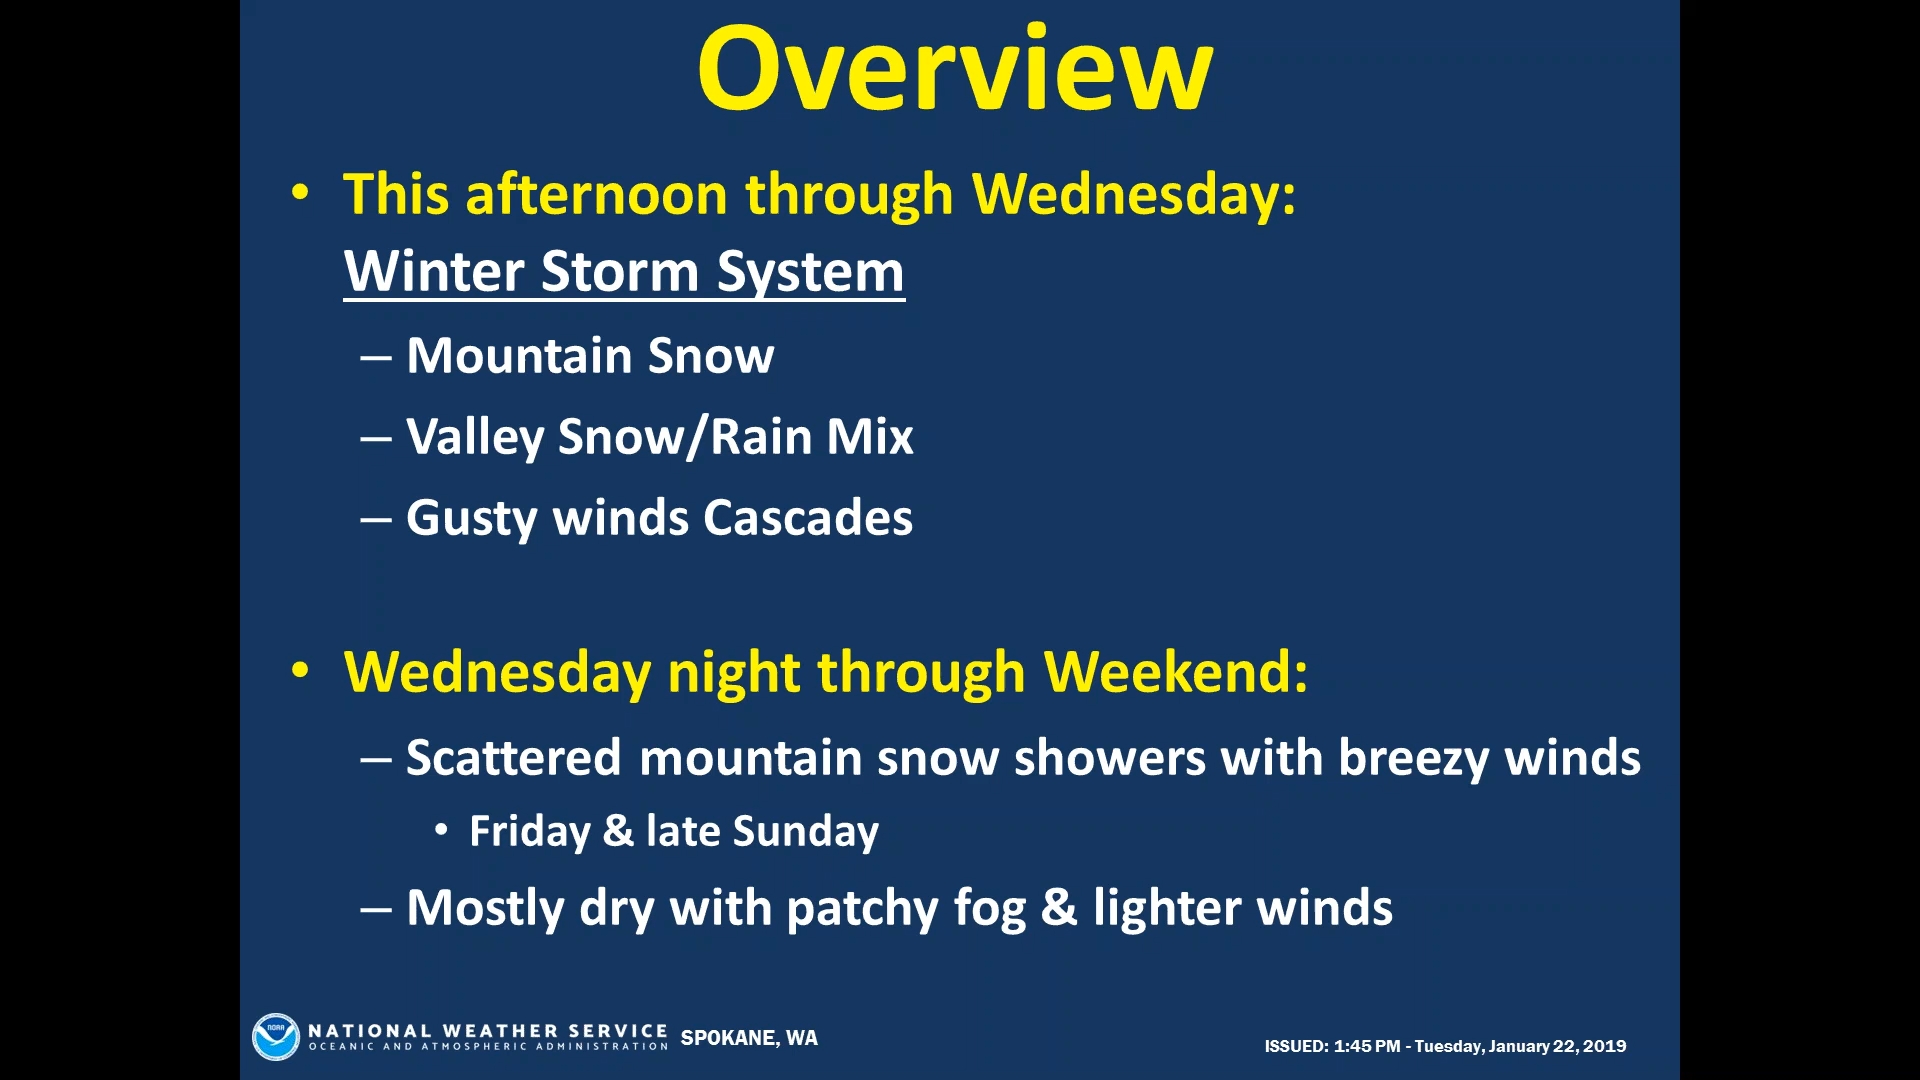 Overview
• This afternoon through Wednesday:
Winter Storm System
– Mountain Snow
– Valley Snow/Rain Mix
– Gusty winds Cascades
• Wednesday night through Weekend:
– Scattered mountain snow showers with breezy winds
• Friday & late Sunday
– Mostly dry with patchy fog & lighter winds
NOAA
NATIONAL WEATHER SERVICE
OCEANIC AND ATMOSPHERIC ADMINISTRATION
SPOKANE, WA
ISSUED: 1:45 PM - Tuesday, January 22, 2019